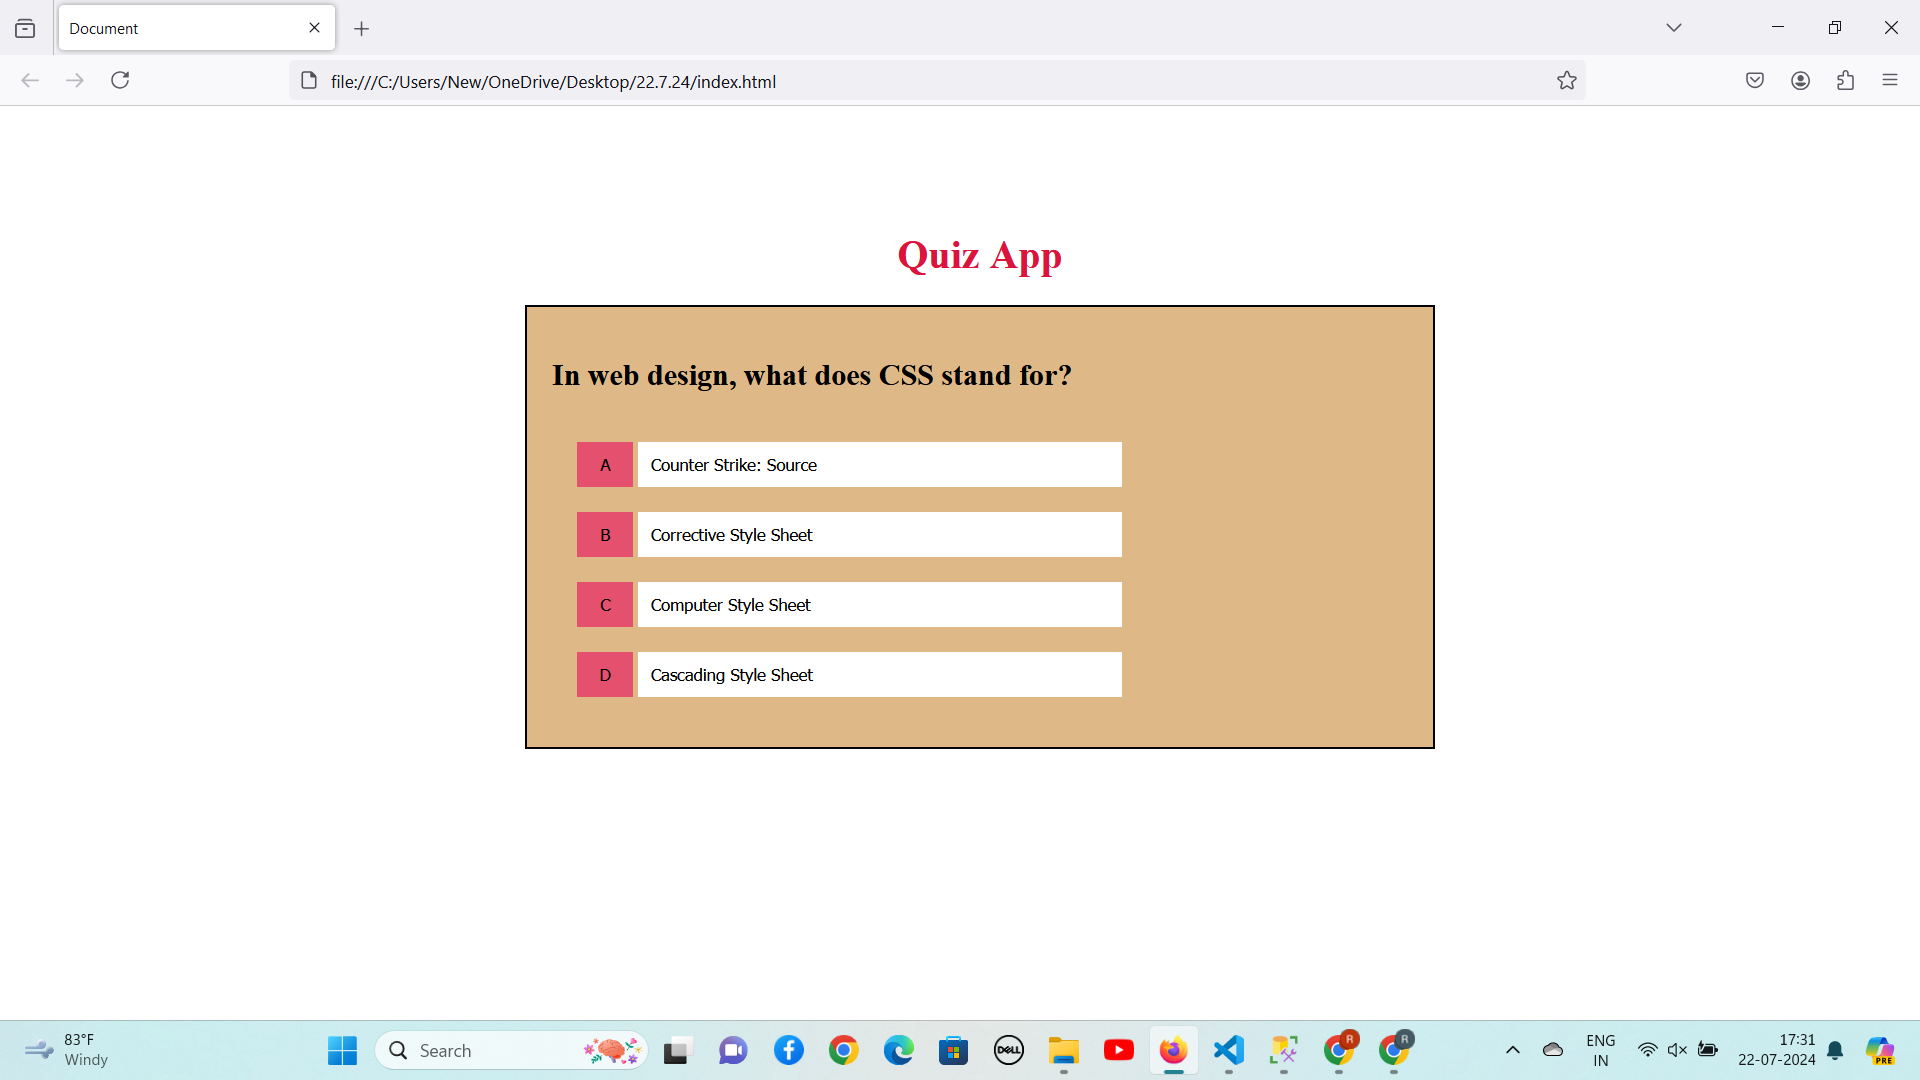 Document
file:///C:/Users/New/OneDrive/Desktop/22.7.24/index.html
Quiz App
In web design, what does CSS stand for?
A Counter Strike: Source
B Corrective Style Sheet
C Computer Style Sheet
D Cascading Style Sheet
83°F
Windy
Search
DELL
R
R
ENG
IN
17:31
22-07-2024
PRE